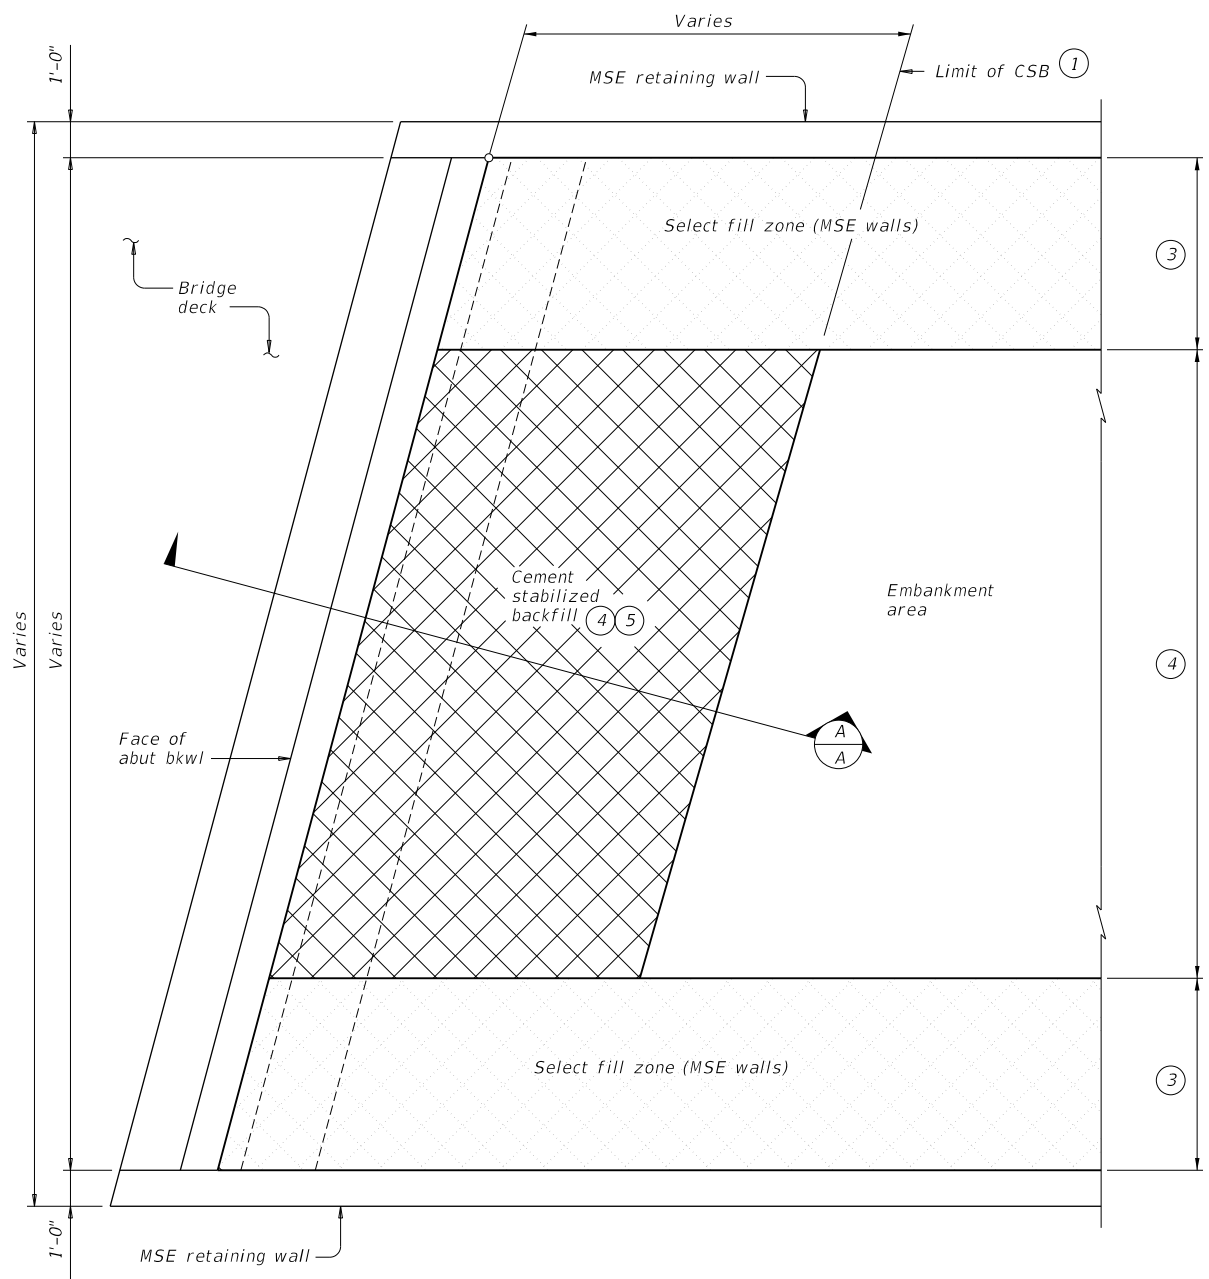 Varies
1'-0"
Limit of CSB 1
MSE retaining wall
Select fill zone (MSE walls)
3
Bridge
deck
Cement
stabilized
backfill 4 5
Embankment
area
Varies
Varies
4
A
A
Face of
abut bkwl
Select fill zone (MSE walls)
3
1'-0"
MSE retaining wall